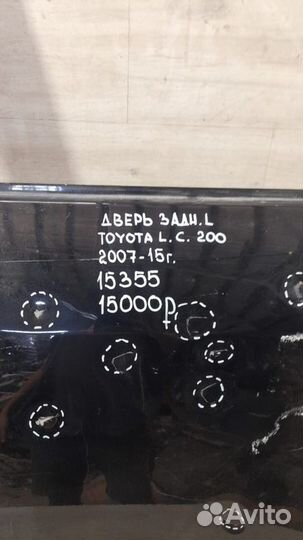 ДВЕРЬ ЗАДН. L
TOYOTA L.C. 200
2007-15г.
15355
15000р
Avito